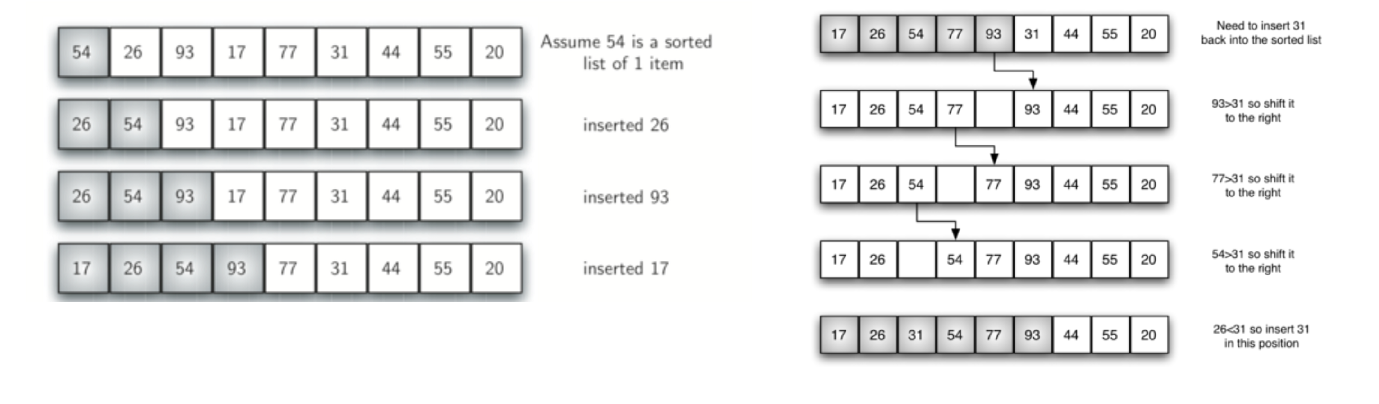 54 26 93 17 77 31 44 55 20
Assume 54 is a sorted
list of 1 item
26 54 93 17 77 31 44 55 20
inserted 26
26 54 93 17 77 31 44 55 20
inserted 93
17 26 54 93 77 31 44 55 20
inserted 17
17 26 54 77 93 31 44 55 20
Need to insert 31
back into the sorted list
17 26 54 77 93 44 55 20
93>31 so shift it
to the right
17 26 54 77 93 44 55 20
77>31 so shift it
to the right
17 26 54 77 93 44 55 20
54>31 so shift it
to the right
17 26 31 54 77 93 44 55 20
26<31 so insert 31
in this position